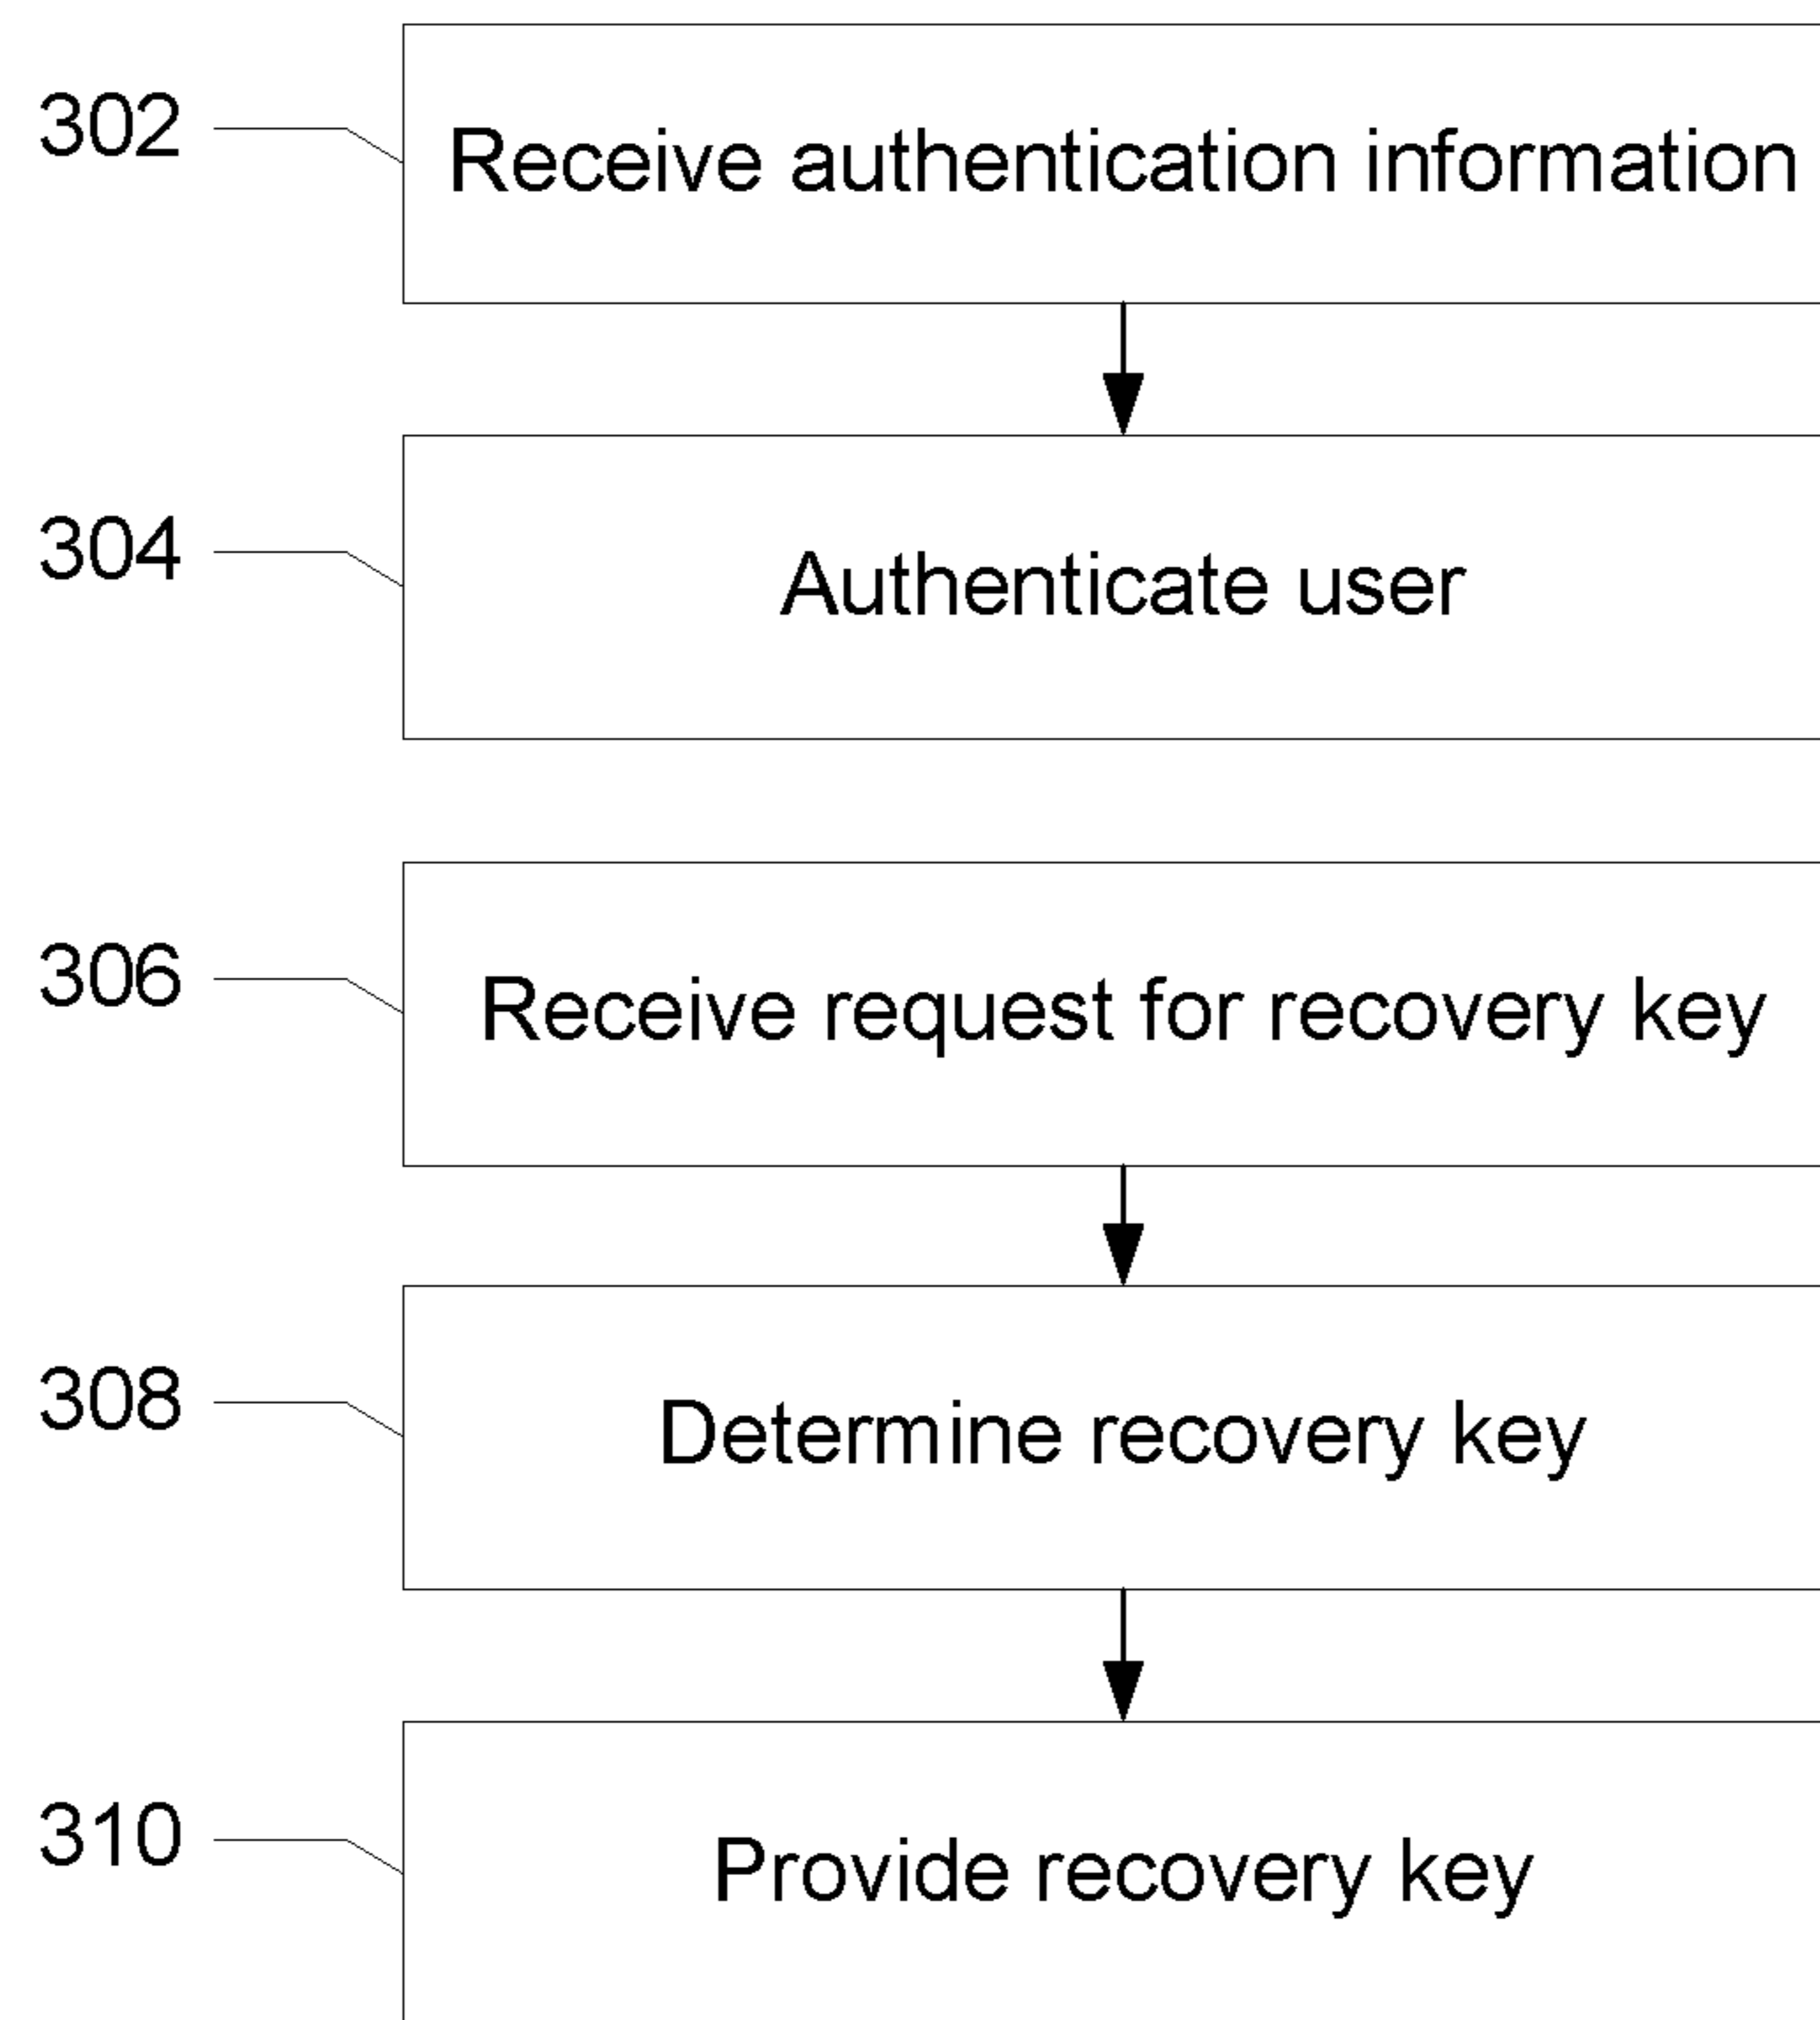 302
Receive authentication information
304
Authenticate user
306
Receive request for recovery key
308
Determine recovery key
310
Provide recovery key